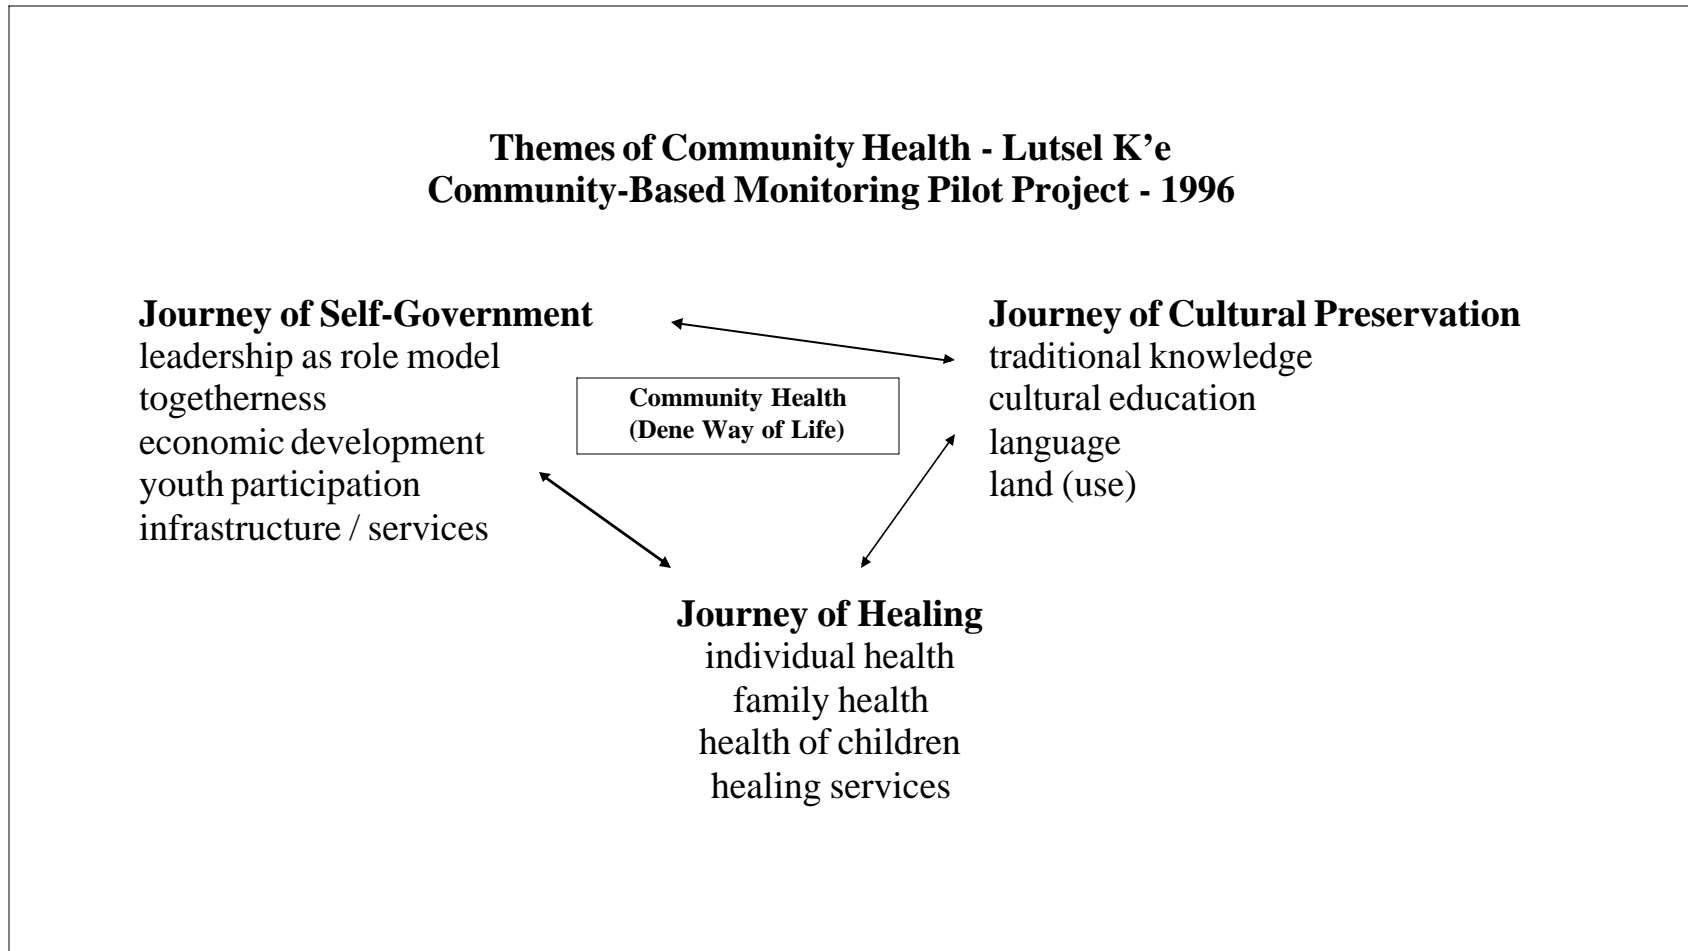 Themes of Community Health - Lutsel K’e
Community-Based Monitoring Pilot Project - 1996
Journey of Self-Government
leadership as role model
togetherness
economic development
youth participation
infrastructure / services
Community Health
(Dene Way of Life)
Journey of Cultural Preservation
traditional knowledge
cultural education
language
land (use)
Journey of Healing
individual health
family health
health of children
healing services